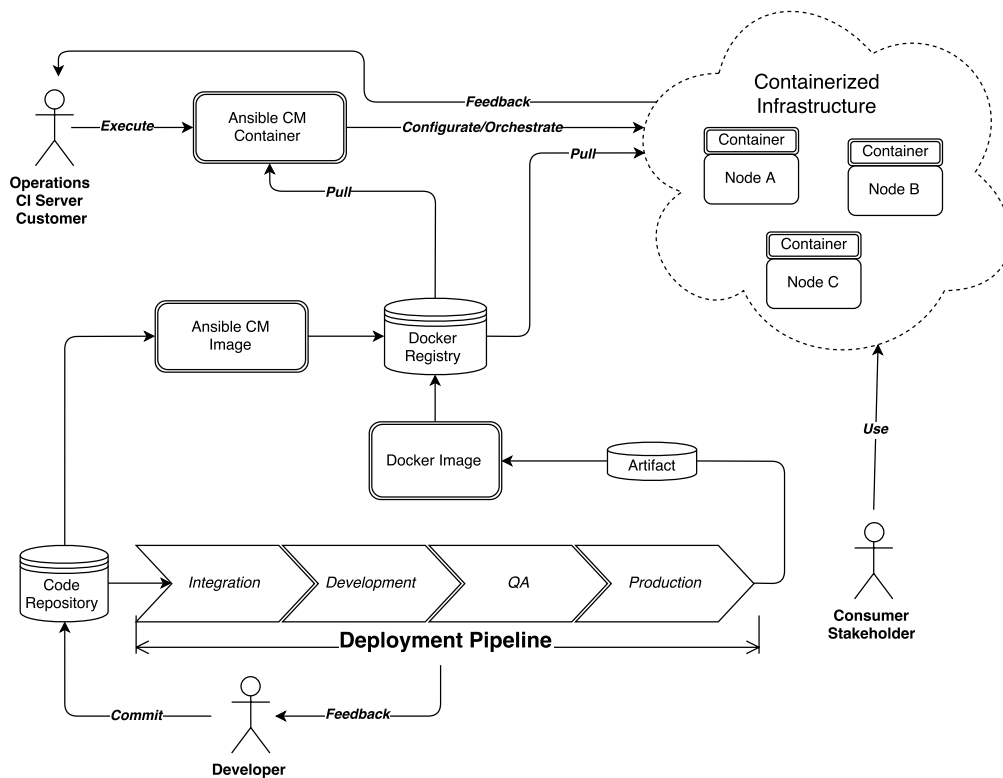 Containerized
Infrastructure
Feedback
Ansible CM
Container
Execute
Configurate/Orchestrate
Container
Node A
Container
Node B
Pull
Pull
Operations
CI Server
Customer
Container
Node C
Ansible CM
Image
Docker
Registry
Use
Docker Image
Artifact
Code
Repository
Integration
Development
QA
Production
Consumer
Stakeholder
Deployment Pipeline
Commit
Feedback
Developer